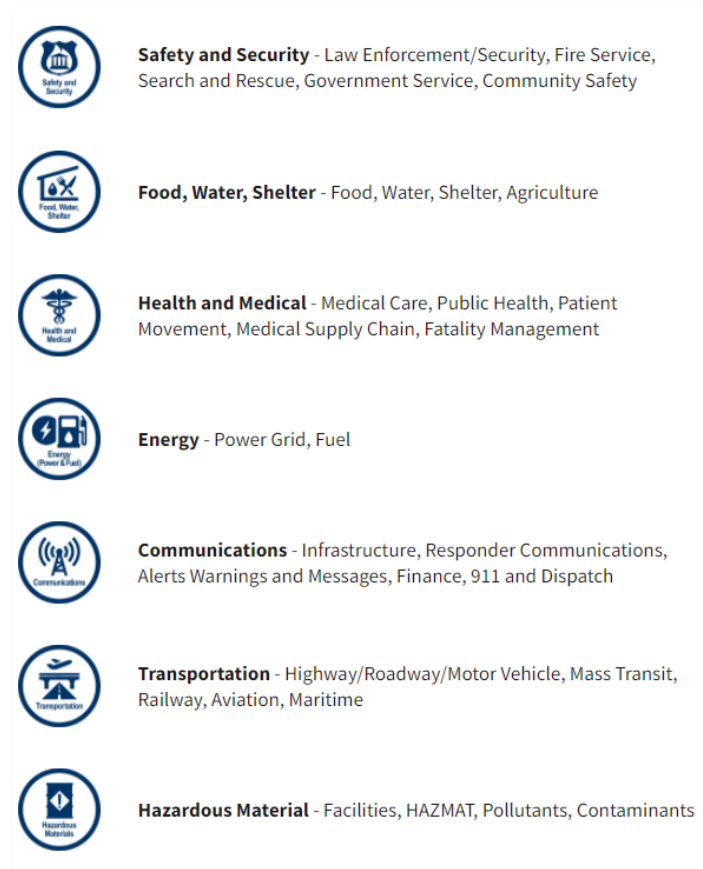 Safety and
Security
Safety and Security - Law Enforcement/Security, Fire Service,
Search and Rescue, Government Service, Community Safety
Food, Water,
Shelter
Food, Water, Shelter - Food, Water, Shelter, Agriculture
Health and
Medical
Health and Medical - Medical Care, Public Health, Patient
Movement, Medical Supply Chain, Fatality Management
Energy
(Power & Fuel)
Energy - Power Grid, Fuel
Communications
Communications - Infrastructure, Responder Communications,
Alerts Warnings and Messages, Finance, 911 and Dispatch
Transportation
Transportation - Highway/Roadway/Motor Vehicle, Mass Transit,
Railway, Aviation, Maritime
Hazardous
Materials
Hazardous Material - Facilities, HAZMAT, Pollutants, Contaminants